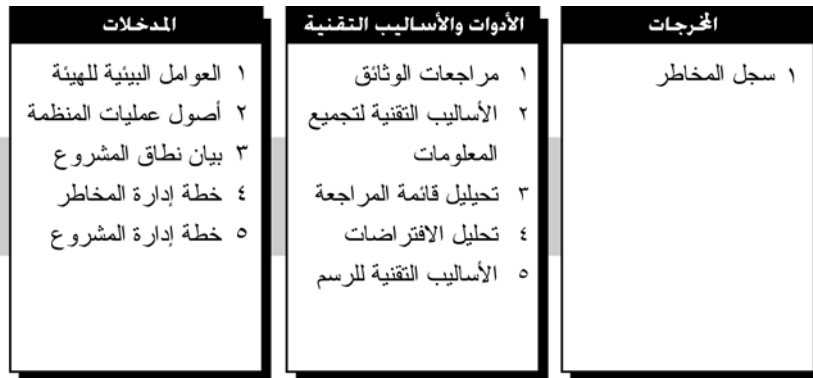 المدخلات
١ العوامل البيئية للهيئة
٢ أصول عمليات المنظمة
٣ بيان نطاق المشروع
٤ خطة إدارة المخاطر
٥ خطة إدارة المشروع
الأدوات والأساليب التقنية
١ مراجعات الوثائق
٢ الأساليب التقنية لتجميع
المعلومات
٣ تحيليل قائمة المراجعة
٤ تحليل الافتراضات
٥ الأساليب التقنية للرسم
المخرجات
١ سجل المخاطر